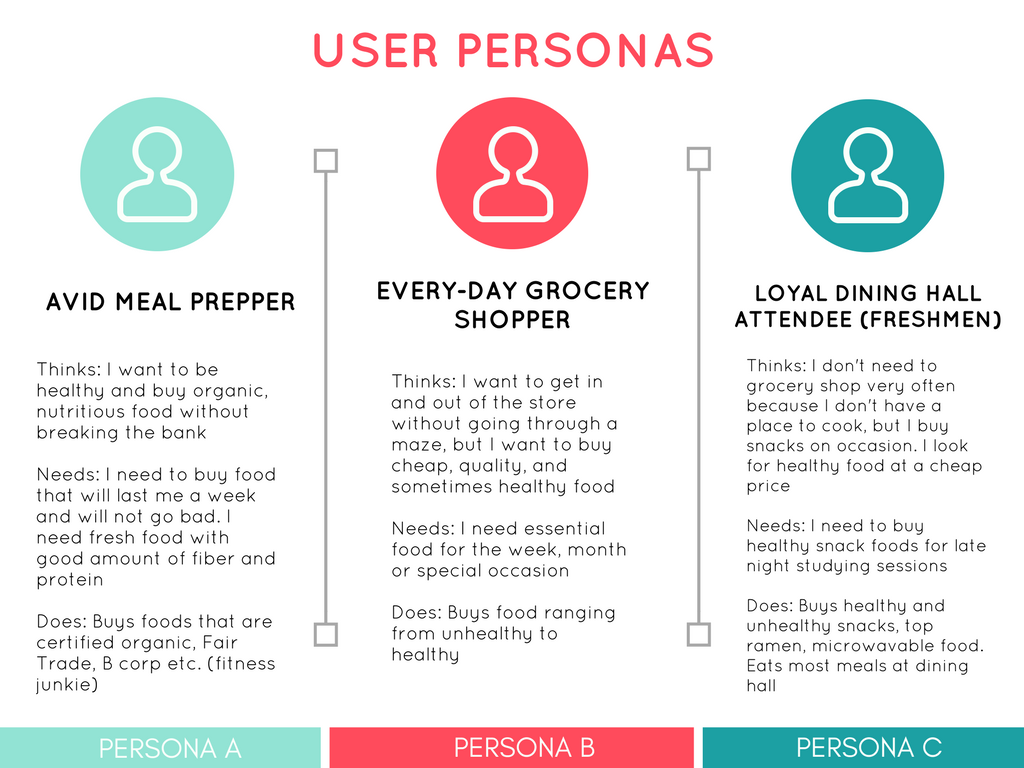 USER PERSONAS
AVID MEAL PREPPER
Thinks: I want to be
healthy and buy organic,
nutritious food without
breaking the bank
Needs: I need to buy food
that will last me a week
and will not go bad. I
need fresh food with
good amount of fiber and
protein
Does: Buys foods that are
certified organic, Fair
Trade, B corp etc. (fitness
junkie)
PERSONA A
EVERY-DAY GROCERY
SHOPPER
Thinks: I want to get in
and out of the store
without going through a
maze, but I want to buy
cheap, quality, and
sometimes healthy food
Needs: I need essential
food for the week, month
or special occasion
Does: Buys food ranging
from unhealthy to
healthy
PERSONA B
LOYAL DINING HALL
ATTENDEE (FRESHMEN)
Thinks: I don't need to
grocery shop very often
because I don't have a
place to cook, but I buy
snacks on occasion. I look
for healthy food at a cheap
price
Needs: I need to buy
healthy snack foods for late
night studying sessions
Does: Buys healthy and
unhealthy snacks, top
ramen, microwavable food.
Eats most meals at dining
hall
PERSONA C